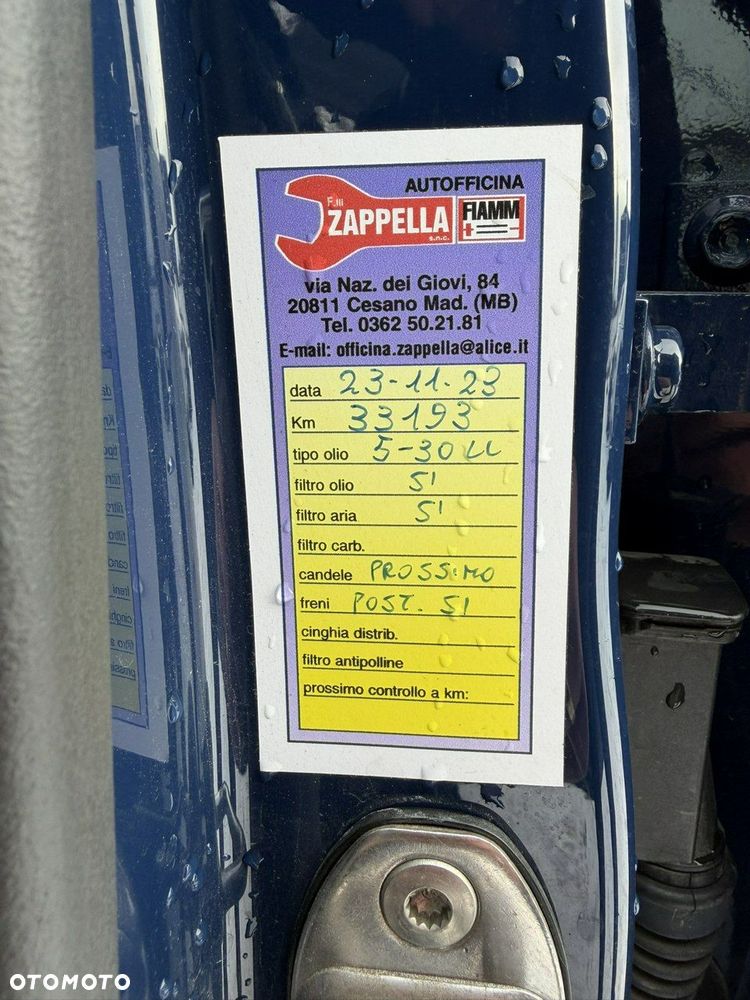 AUTOFFICINA
F.lli
ZAPPELLA
s.n.c.
FIAMM
via Naz. dei Giovi, 84
20811 Cesano Mad. (MB)
Tel. 0362 50.21.81
E-mail: officina.zappella@alice.it
data 23-11-23
Km 33193
tipo olio 5-30 LL
filtro olio SI
filtro aria SI
filtro carb.
candele PROSSIMO
freni POST. SI
cinghia distrib.
filtro antipolline
prossimo controllo a km:
OTOMOTO